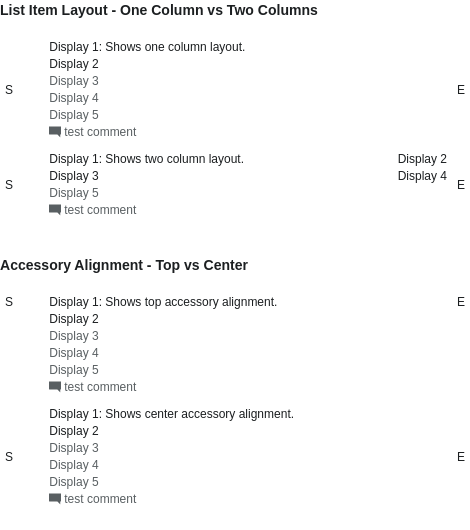 List Item Layout - One Column vs Two Columns
Display 1: Shows one column layout.
Display 2
Display 3
S Display 4 E
Display 5
test comment
Display 1: Shows two column layout. Display 2
Display 3 Display 4
S Display 5 E
test comment
Accessory Alignment - Top vs Center
S Display 1: Shows top accessory alignment. E
Display 2
Display 3
Display 4
Display 5
test comment
Display 1: Shows center accessory alignment.
Display 2
Display 3
S Display 4 E
Display 5
test comment